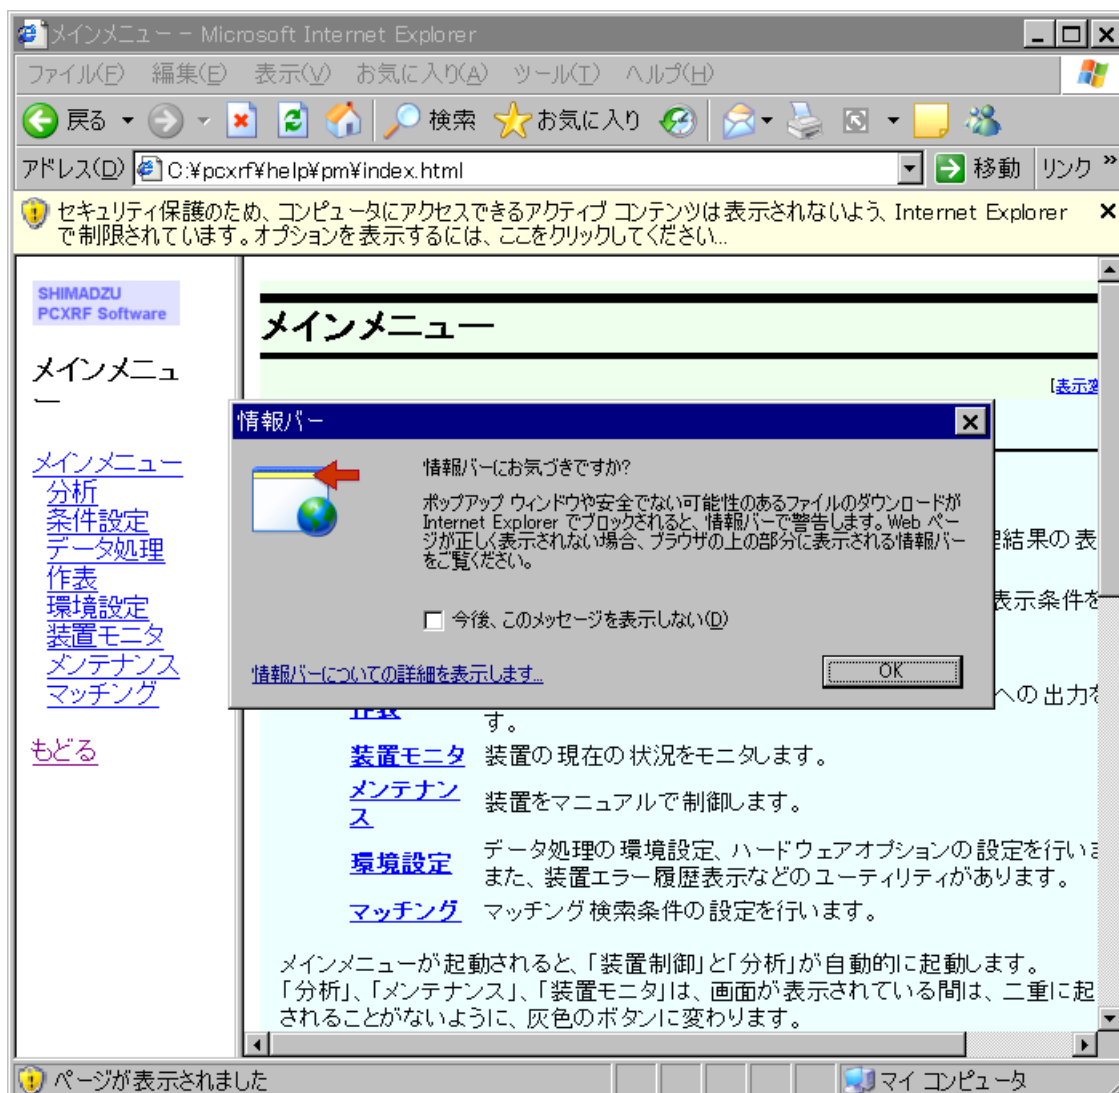 メインメニュー - Microsoft Internet Explorer
ファイル(F) 編集(E) 表示(V) お気に入り(A) ツール(T) ヘルプ(H)
戻る 検索 お気に入り
アドレス(D) C:¥pcxrf¥help¥pm¥index.html 移動 リンク »
セキュリティ保護のため、コンピュータにアクセスできるアクティブ コンテンツは表示されないよう、Internet Explorer
で制限されています。オプションを表示するには、ここをクリックしてください...
SHIMADZU
PCXRF Software
メインメニュ
ー
メインメニュー
分析
条件設定
データ処理
作表
環境設定
装置モニタ
メンテナンス
マッチング
もどる
メインメニュー
[表示
情報バー
情報バーにお気づきですか?
ポップアップ ウィンドウや安全でない可能性のあるファイルのダウンロードが
Internet Explorer でブロックされると、情報バーで警告します。Web ペー
ジが正しく表示されない場合、ブラウザの上の部分に表示される情報バー
をご覧ください。
今後、このメッセージを表示しない(D)
情報バーについての詳細を表示します...
OK
結果の表
表示条件を
への出力を
作表
す。
装置モニタ 装置の現在の状況をモニタします。
メンテナン
ス
装置をマニュアルで制御します。
環境設定
データ処理の環境設定、ハードウェアオプションの設定を行いま
また、装置エラー履歴表示などのユーティリティがあります。
マッチング マッチング検索条件の設定を行います。
メインメニューが起動されると、「装置制御」と「分析」が自動的に起動します。
「分析」、「メンテナンス」、「装置モニタ」は、画面が表示されている間は、二重に起
されることがないように、灰色のボタンに変わります。
ページが表示されました
マイ コンピュータ